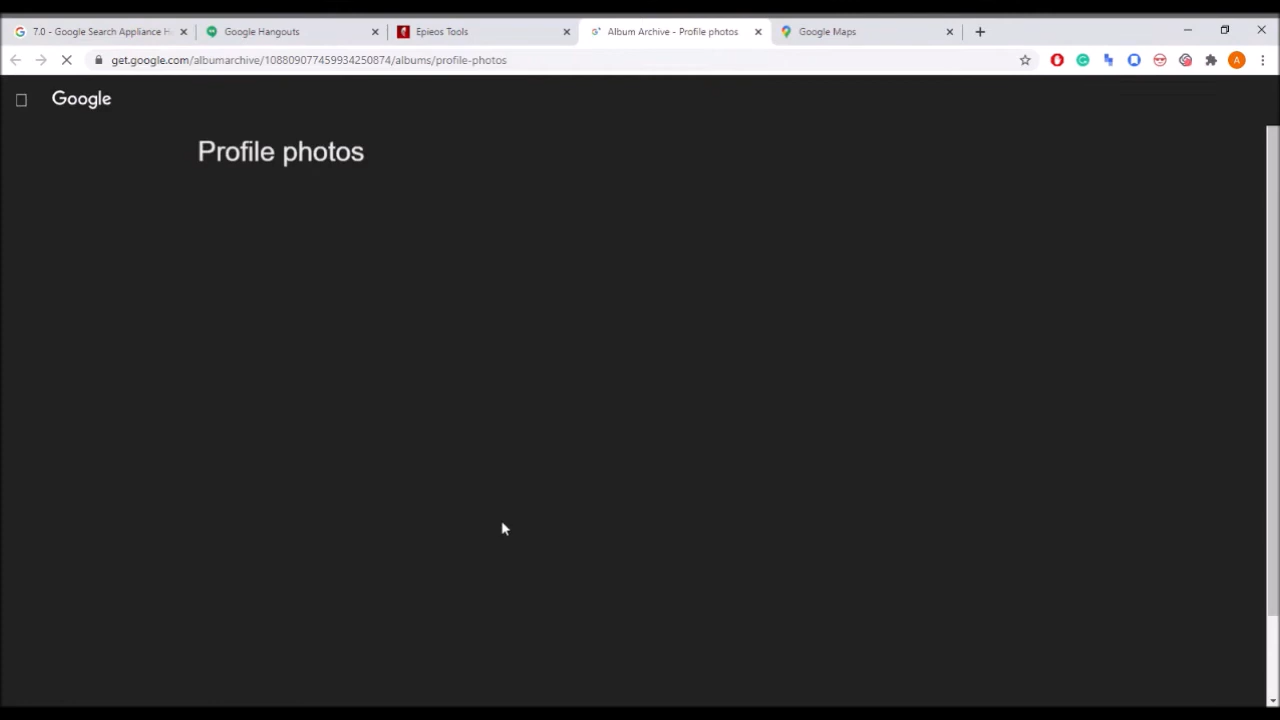 7.0 - Google Search Appliance H
Google Hangouts
Epieos Tools
Album Archive - Profile photos
Google Maps
get.google.com/albumarchive/108809077459934250874/albums/profile-photos
A
Google
Profile photos